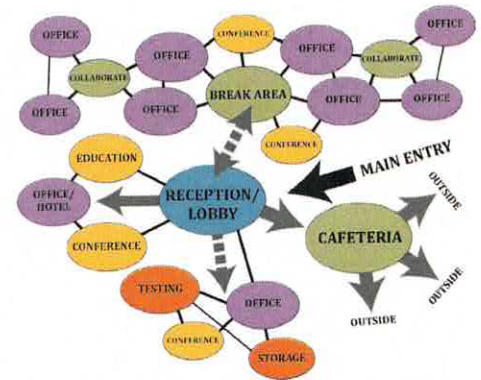 OFFICE
CONFERENCE
OFFICE
OFFICE
OFFICE
COLLABORATE
COLLABORATE
BREAK AREA
OFFICE
OFFICE
OFFICE
OFFICE
CONFERENCE
EDUCATION
MAIN ENTRY
OFFICE/
HOTEL
RECEPTION/
LOBBY
OUTSIDE
CONFERENCE
CAFETERIA
TESTING
OFFICE
OUTSIDE
OUTSIDE
CONFERENCE
STORAGE